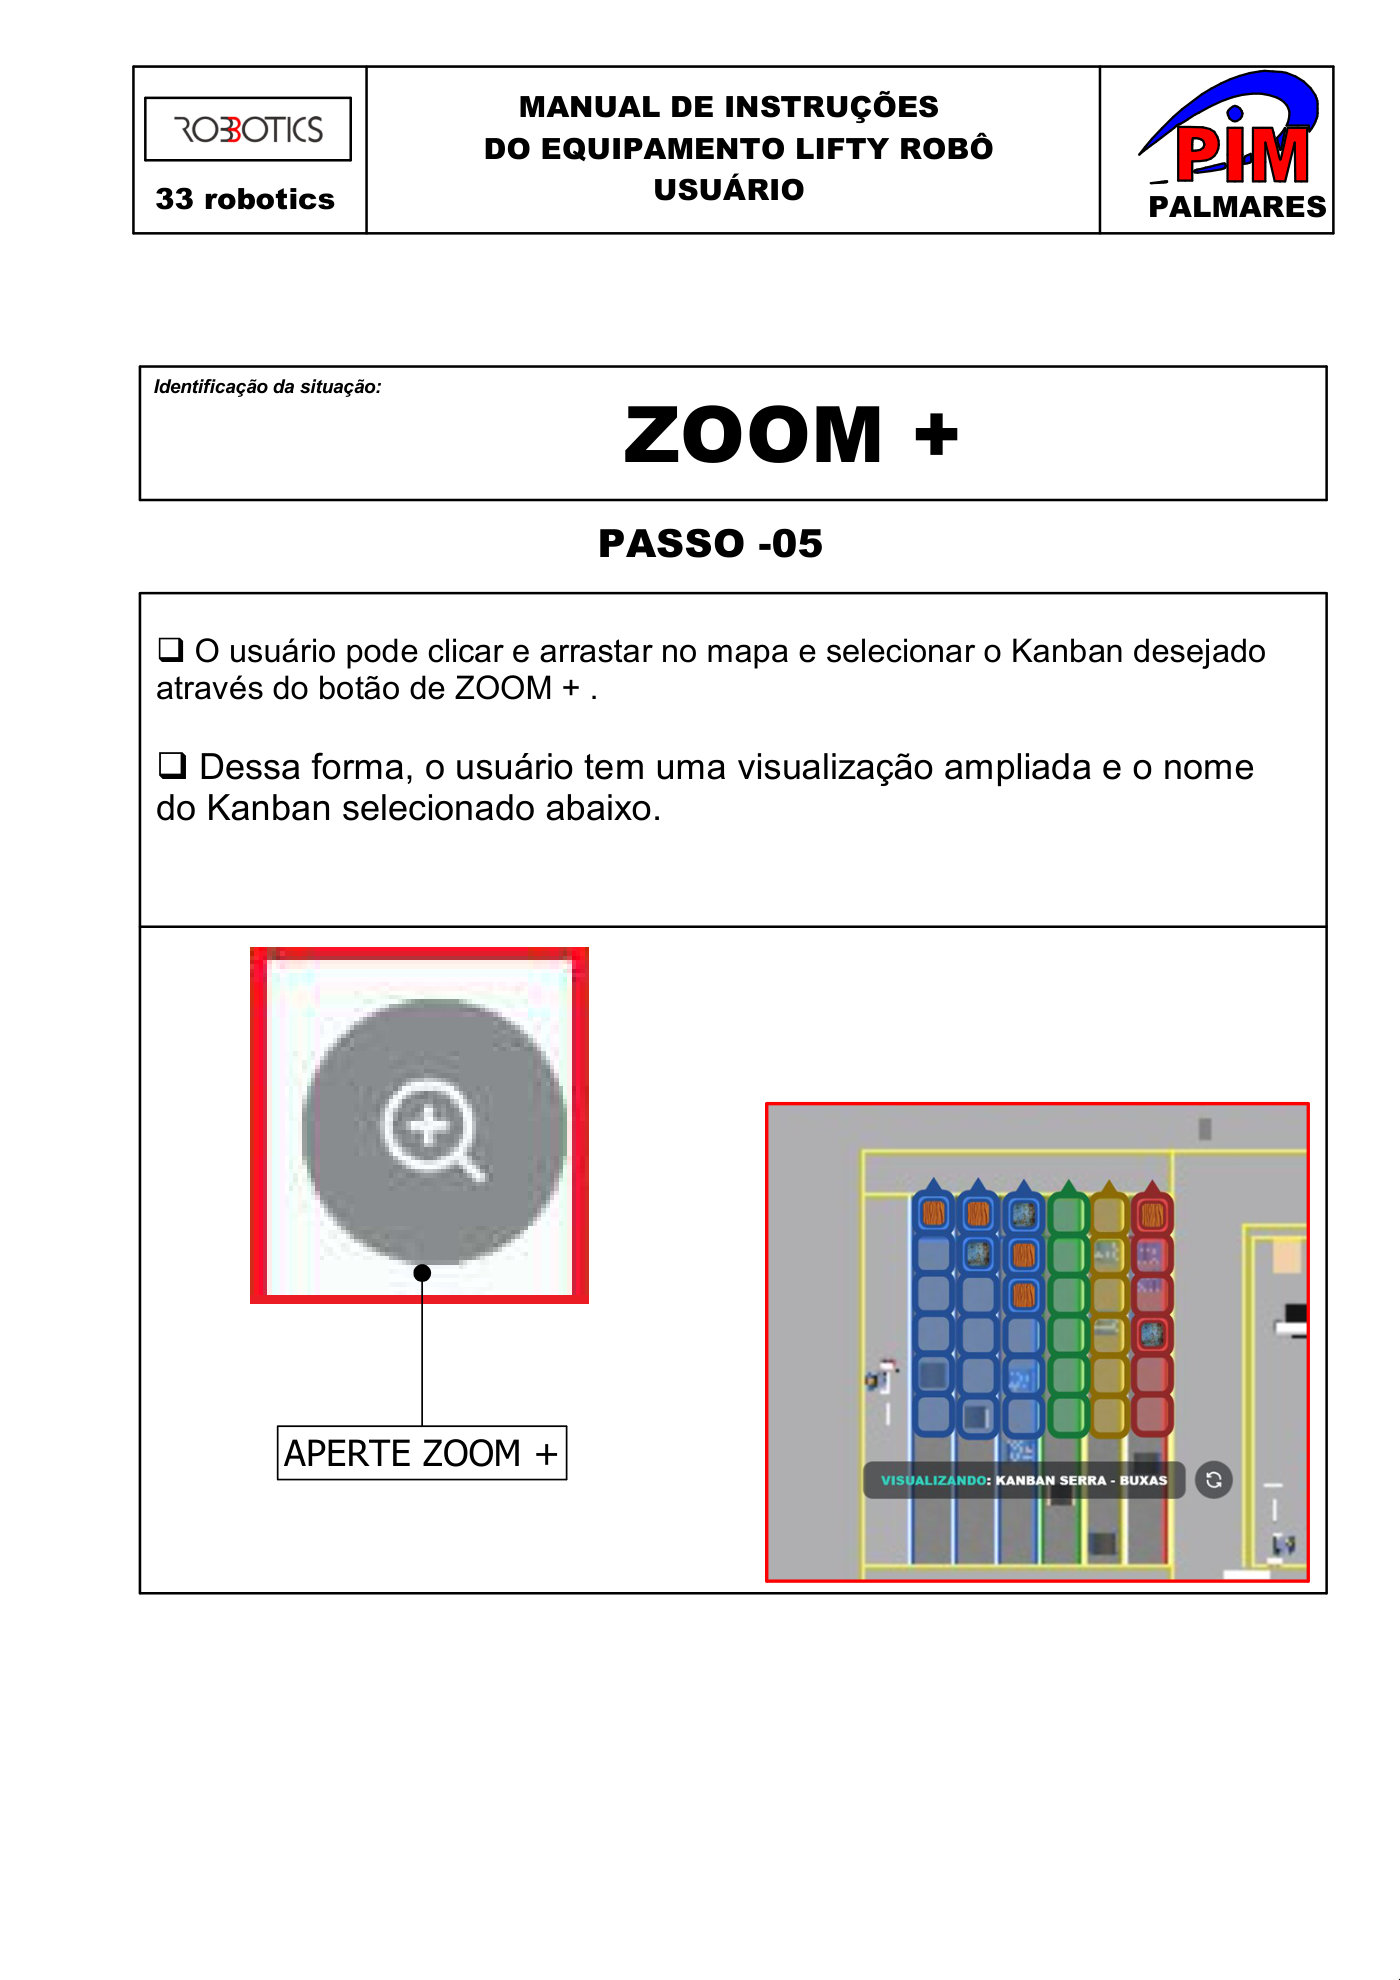 ROBBOTICS
33 robotics
MANUAL DE INSTRUÇÕES
DO EQUIPAMENTO LIFTY ROBÔ
USUÁRIO
PiM
PALMARES
Identificação da situação:
ZOOM +
PASSO -05
❑ O usuário pode clicar e arrastar no mapa e selecionar o Kanban desejado
através do botão de ZOOM + .
❑ Dessa forma, o usuário tem uma visualização ampliada e o nome
do Kanban selecionado abaixo.
APERTE ZOOM +
VISUALIZANDO: KANBAN SERRA - BUXAS